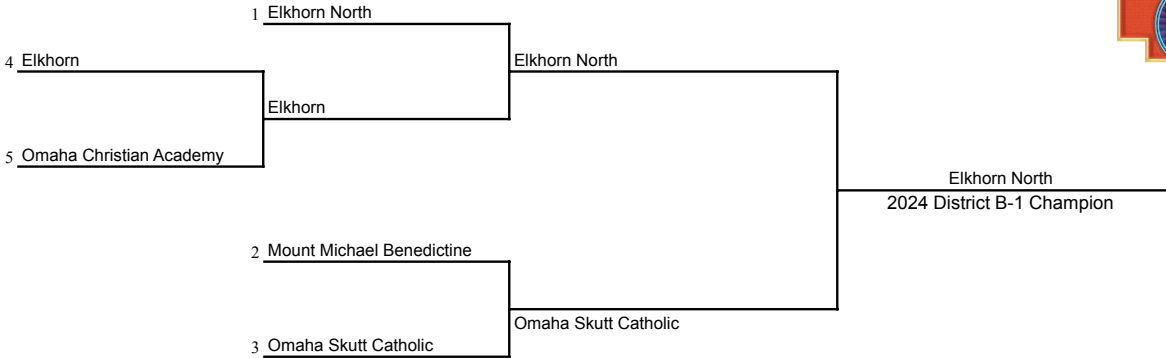 1 Elkhorn North
4 Elkhorn
Elkhorn North
Elkhorn
5 Omaha Christian Academy
Elkhorn North
2024 District B-1 Champion
2 Mount Michael Benedictine
Omaha Skutt Catholic
3 Omaha Skutt Catholic